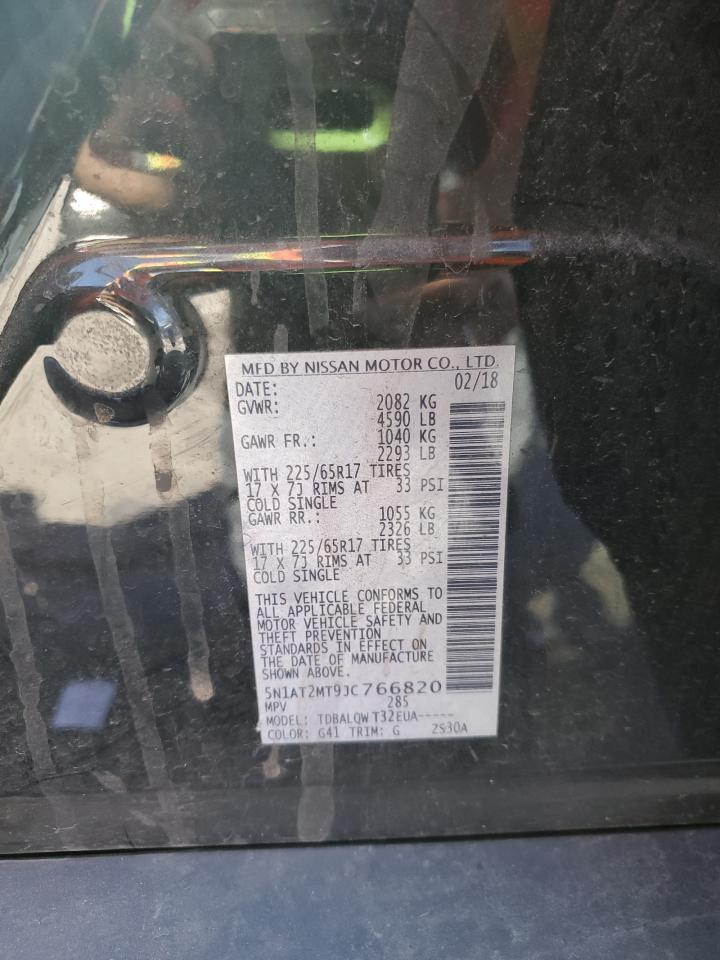 MFD BY NISSAN MOTOR CO., LTD.
DATE: 02/18
GVWR: 2082 KG
4590 LB
GAWR FR.: 1040 KG
2293 LB
WITH 225/65R17 TIRES
17 X 7J RIMS AT 33 PSI
COLD SINGLE
GAWR RR.: 1055 KG
2326 LB
WITH 225/65R17 TIRES
17 X 7J RIMS AT 33 PSI
COLD SINGLE
THIS VEHICLE CONFORMS TO
ALL APPLICABLE FEDERAL
MOTOR VEHICLE SAFETY AND
THEFT PREVENTION
STANDARDS IN EFFECT ON
THE DATE OF MANUFACTURE
SHOWN ABOVE.
5N1AT2MT9JC766820
MPV 285
MODEL: TDBALQW T32EUA-----
COLOR: G41 TRIM: G ZS30A